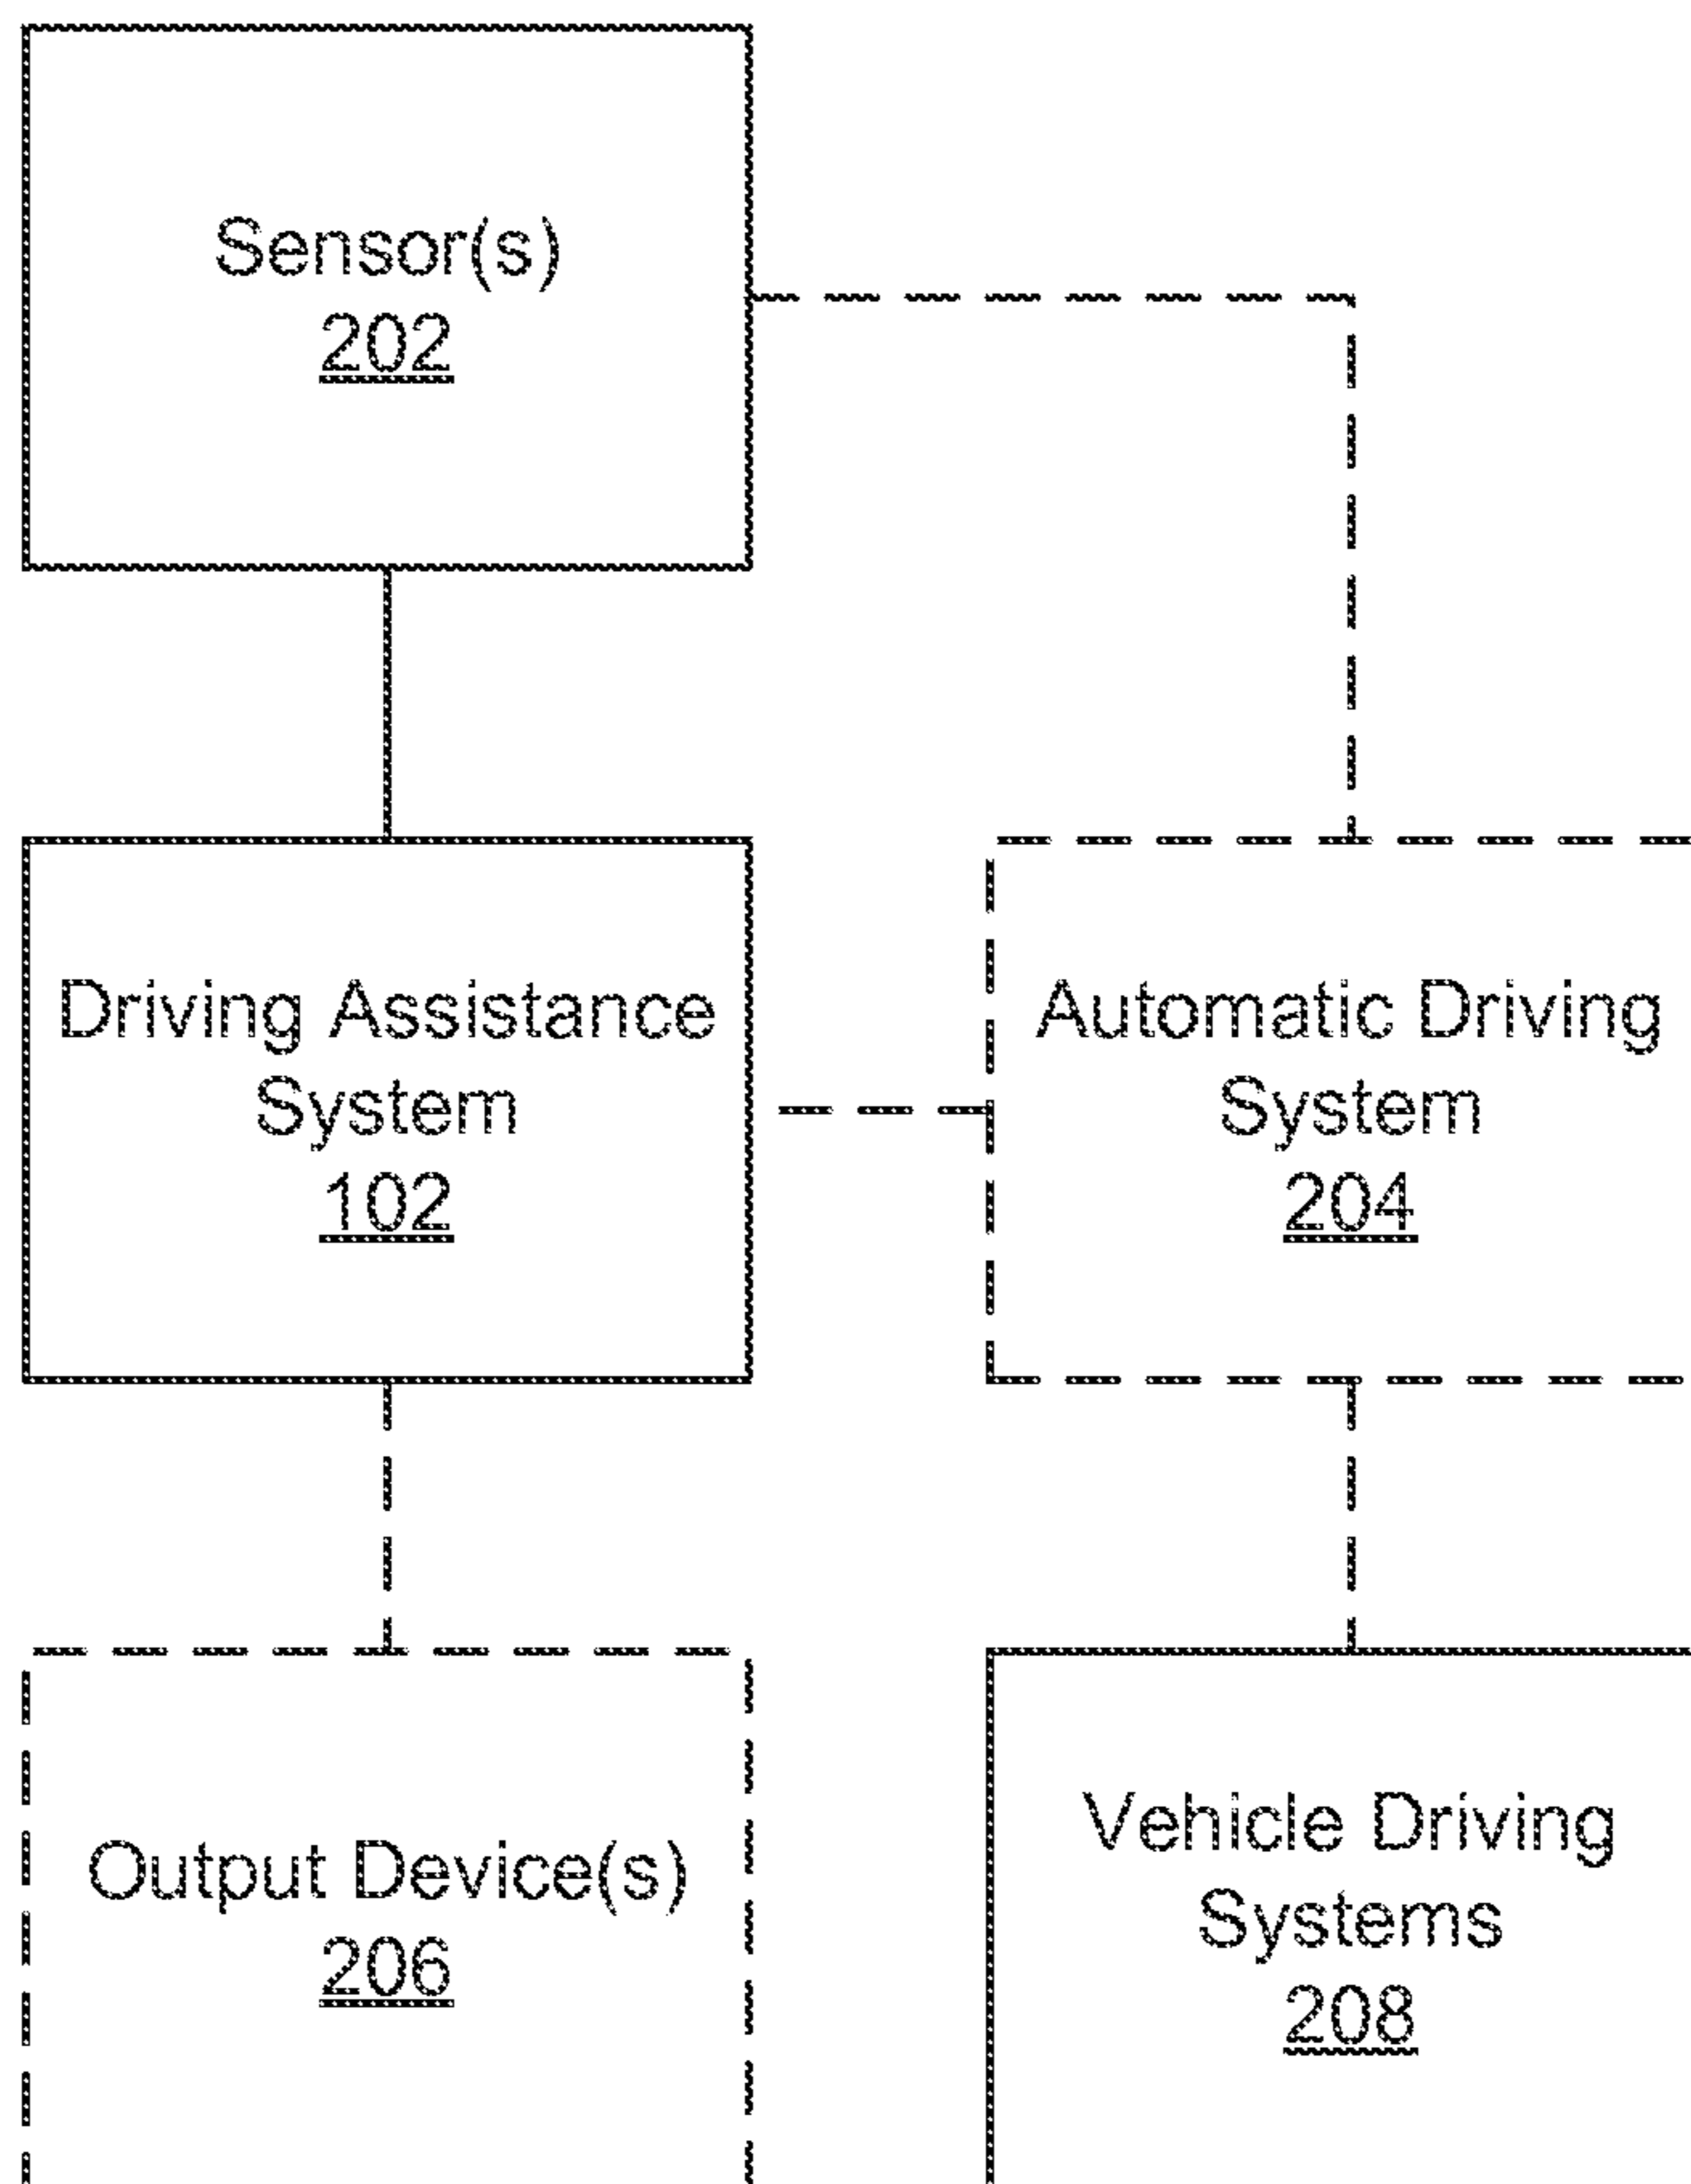 Sensor(s)
202
Driving Assistance
System
102
Automatic Driving
System
204
Output Device(s)
206
Vehicle Driving
Systems
208